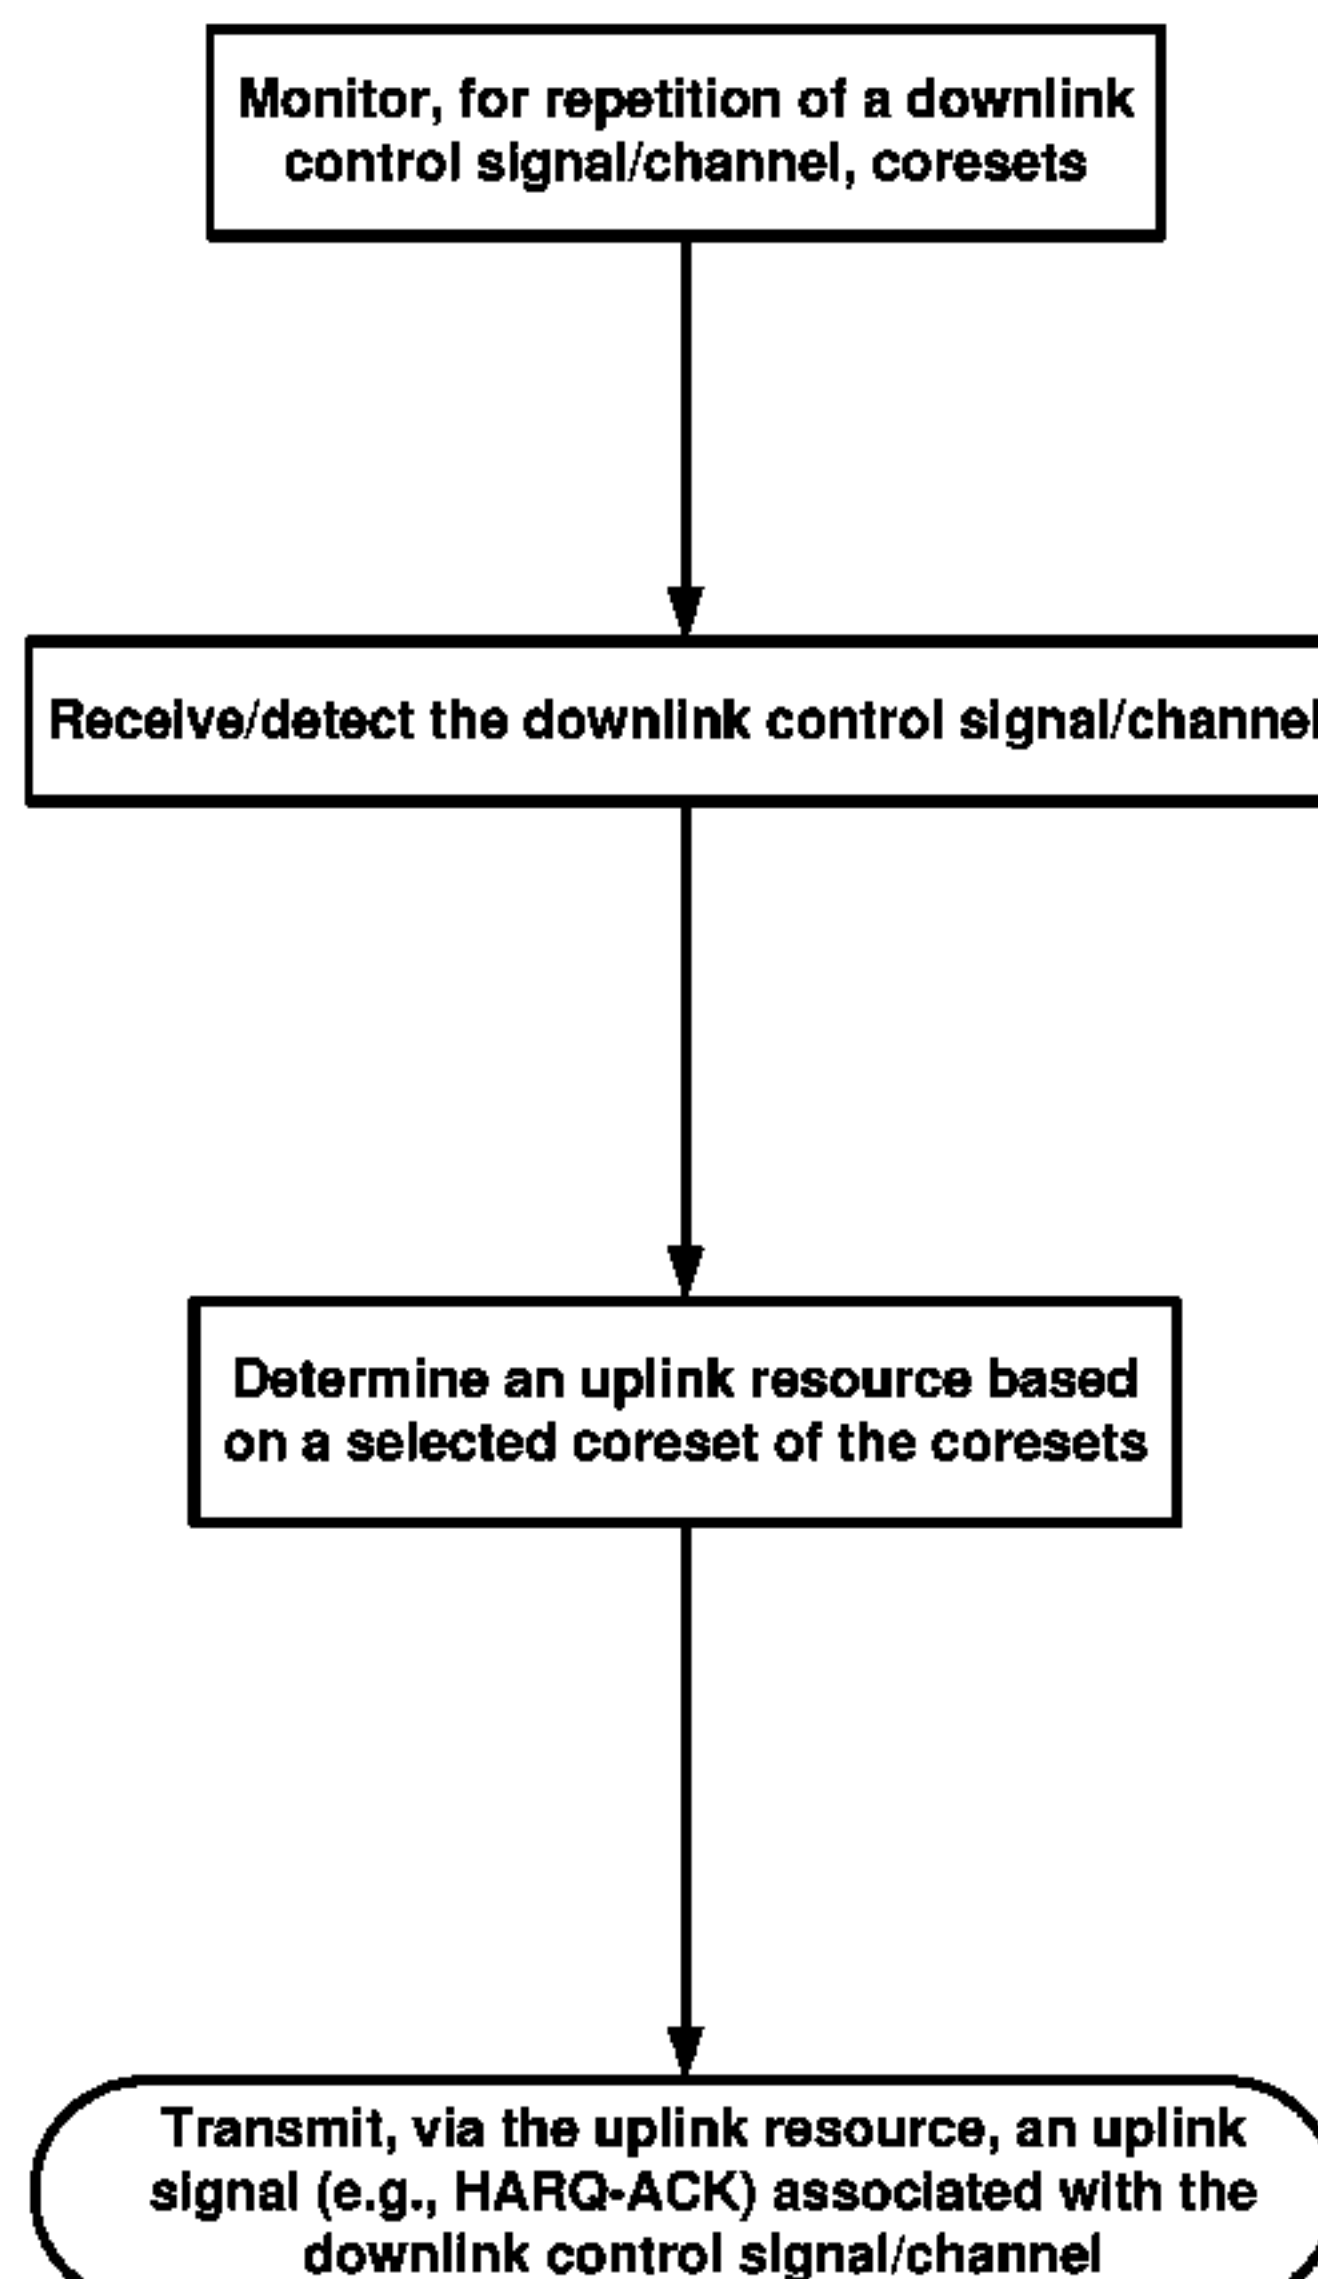 Monitor, for repetition of a downlink
control signal/channel, coresets
Receive/detect the downlink control signal/channel
Determine an uplink resource based
on a selected coreset of the coresets
Transmit, via the uplink resource, an uplink
signal (e.g., HARQ-ACK) associated with the
downlink control signal/channel